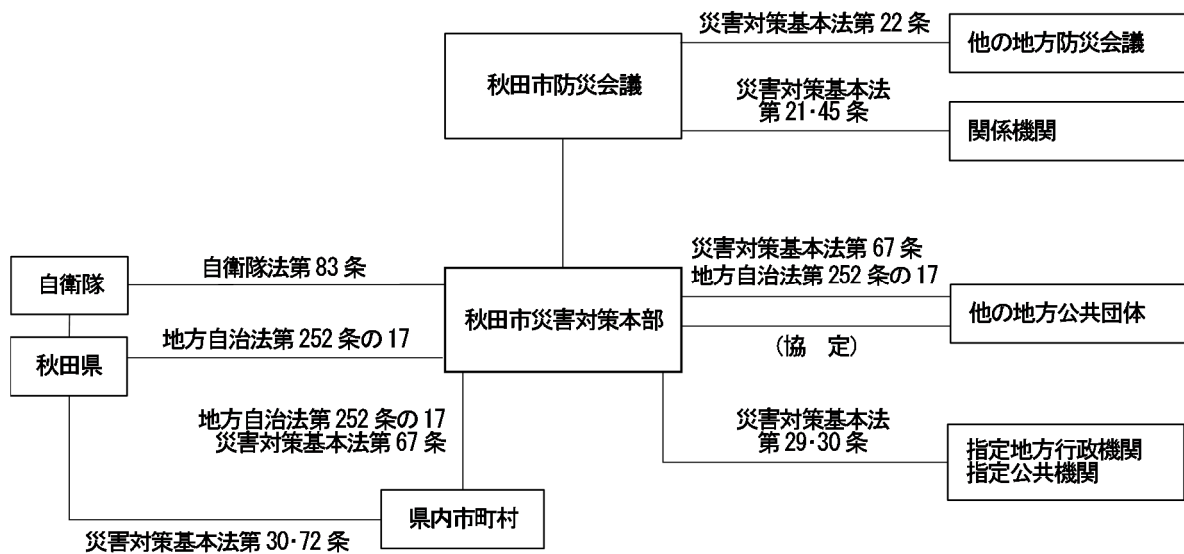 災害対策基本法第22条
他の地方防災会議
秋田市防災会議
災害対策基本法
第21・45条
関係機関
災害対策基本法第67条
地方自治法第252条の17
自衛隊法第83条
自衛隊
秋田市災害対策本部
他の地方公共団体
地方自治法第252条の17
秋田県
(協　定)
地方自治法第252条の17
災害対策基本法第67条
災害対策基本法
第29・30条
指定地方行政機関
指定公共機関
県内市町村
災害対策基本法第30・72条